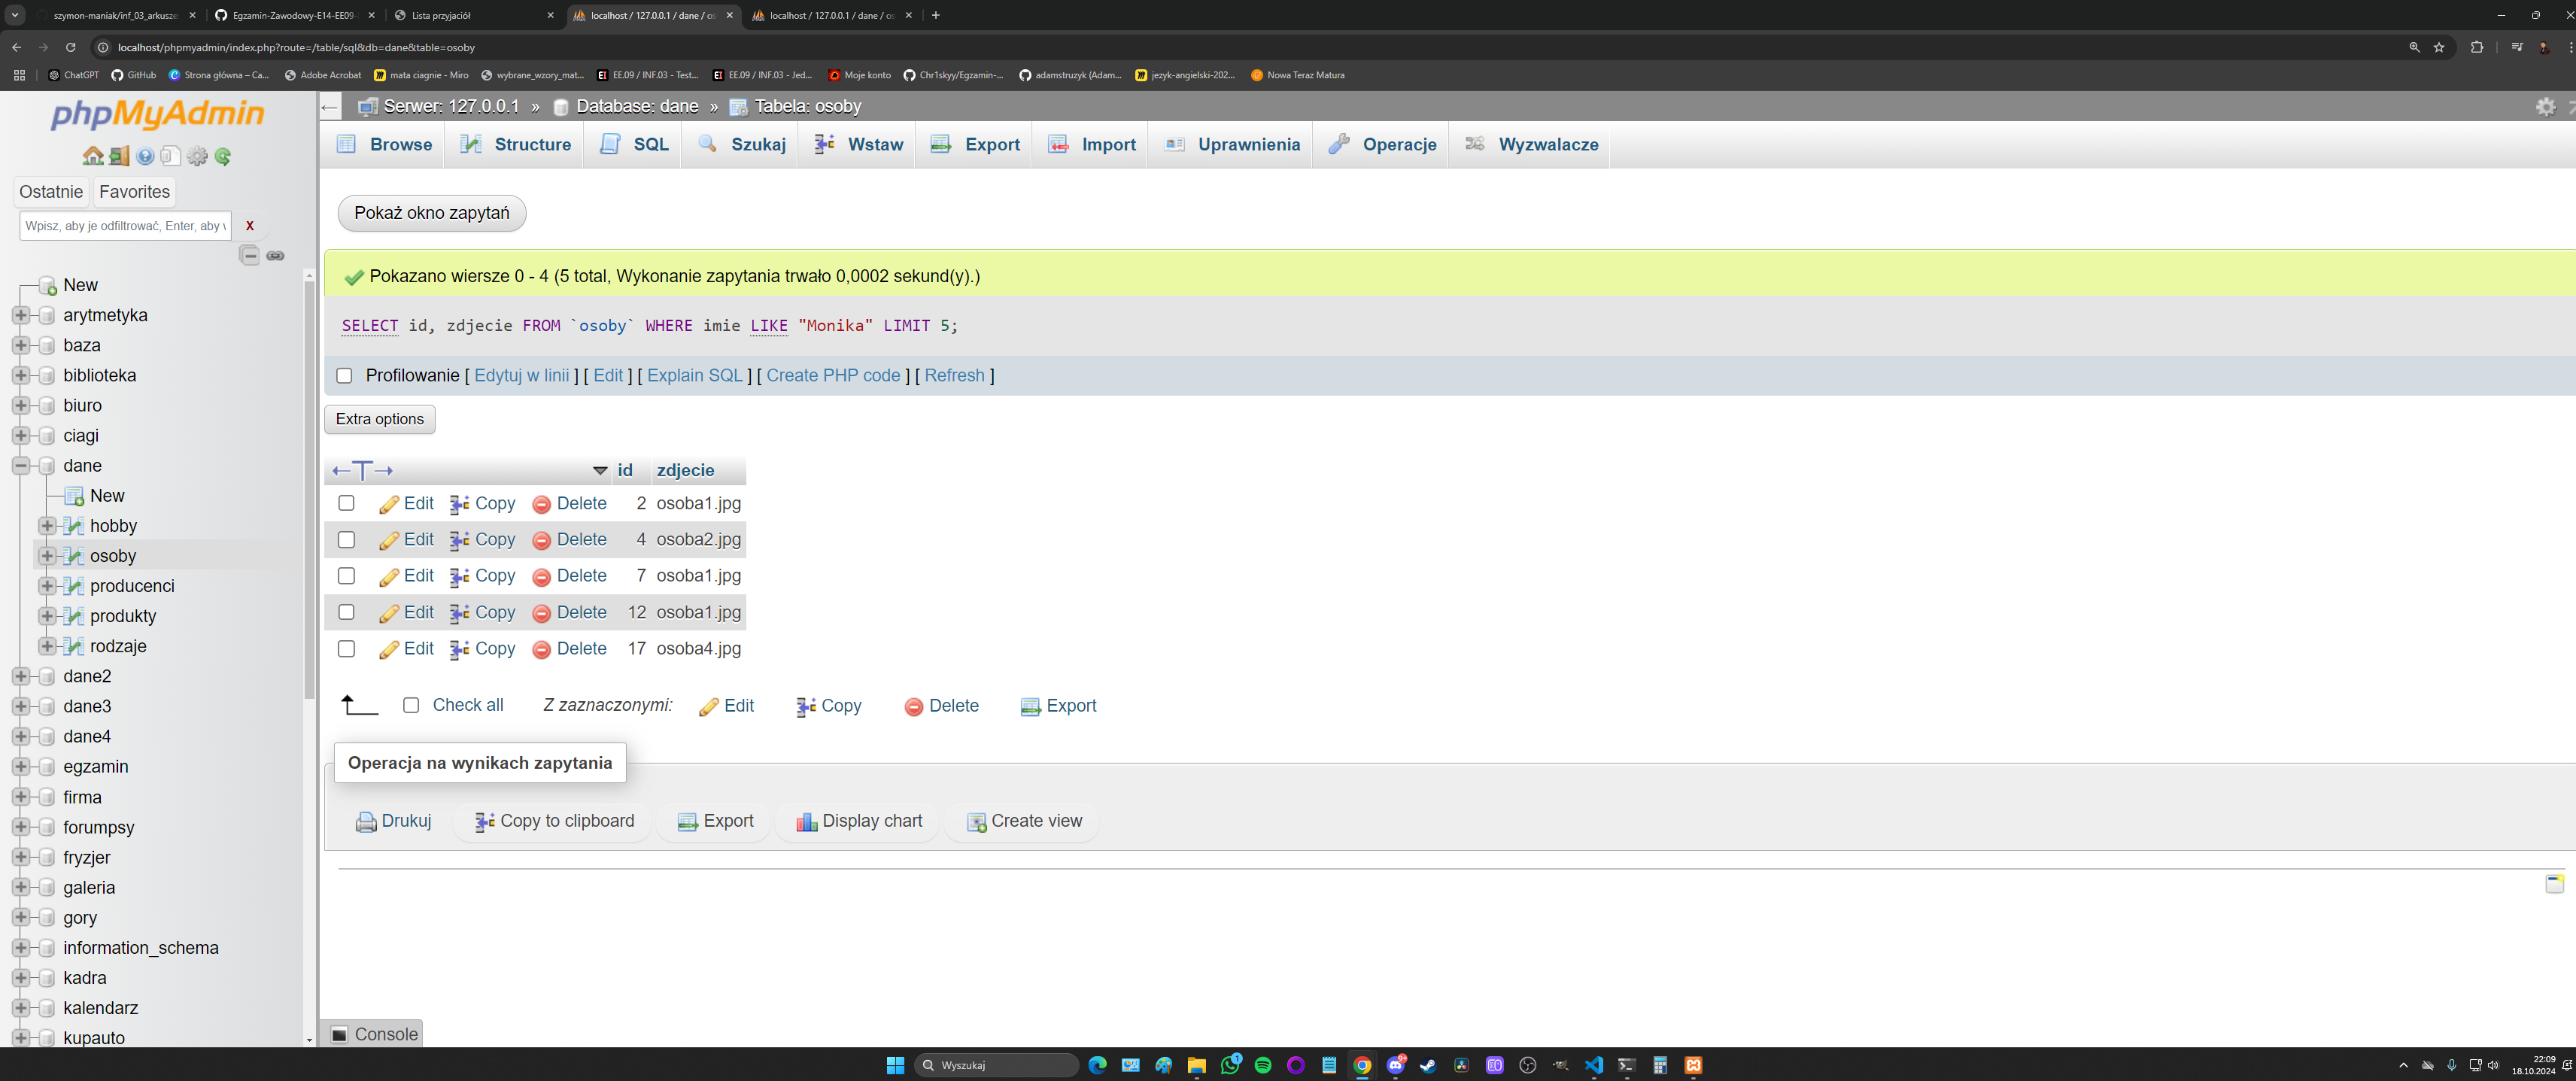 szymon-maniak/inf_03_arkusze
Egzamin-Zawodowy-E14-EE09-
Lista przyjaciół
localhost / 127.0.0.1 / dane / os
localhost / 127.0.0.1 / dane / os
localhost/phpmyadmin/index.php?route=/table/sql&db=dane&table=osoby
ChatGPT
GitHub
Strona główna – Ca...
Adobe Acrobat
mata ciagnie - Miro
wybrane_wzory_mat...
EE.09 / INF.03 - Test...
EE.09 / INF.03 - Jed...
Moje konto
Chr1skyy/Egzamin-...
adamstruzyk (Adam...
jezyk-angielski-202...
Nowa Teraz Matura
phpMyAdmin
Ostatnie
Favorites
Wpisz, aby je odfiltrować, Enter, aby w
X
New
arytmetyka
baza
biblioteka
biuro
ciagi
dane
New
hobby
osoby
producenci
produkty
rodzaje
dane2
dane3
dane4
egzamin
firma
forumpsy
fryzjer
galeria
gory
information_schema
kadra
kalendarz
kupauto
Serwer: 127.0.0.1 » Database: dane » Tabela: osoby
Browse
Structure
SQL
Szukaj
Wstaw
Export
Import
Uprawnienia
Operacje
Wyzwalacze
Pokaż okno zapytań
Pokazano wiersze 0 - 4 (5 total, Wykonanie zapytania trwało 0,0002 sekund(y).)
SELECT id, zdjecie FROM `osoby` WHERE imie LIKE "Monika" LIMIT 5;
Profilowanie [ Edytuj w linii ] [ Edit ] [ Explain SQL ] [ Create PHP code ] [ Refresh ]
Extra options
←T→ id zdjecie
Edit Copy Delete 2 osoba1.jpg
Edit Copy Delete 4 osoba2.jpg
Edit Copy Delete 7 osoba1.jpg
Edit Copy Delete 12 osoba1.jpg
Edit Copy Delete 17 osoba4.jpg
Check all Z zaznaczonymi: Edit Copy Delete Export
Operacja na wynikach zapytania
Drukuj
Copy to clipboard
Export
Display chart
Create view
Console
Wyszukaj
1
9+
22:09
18.10.2024